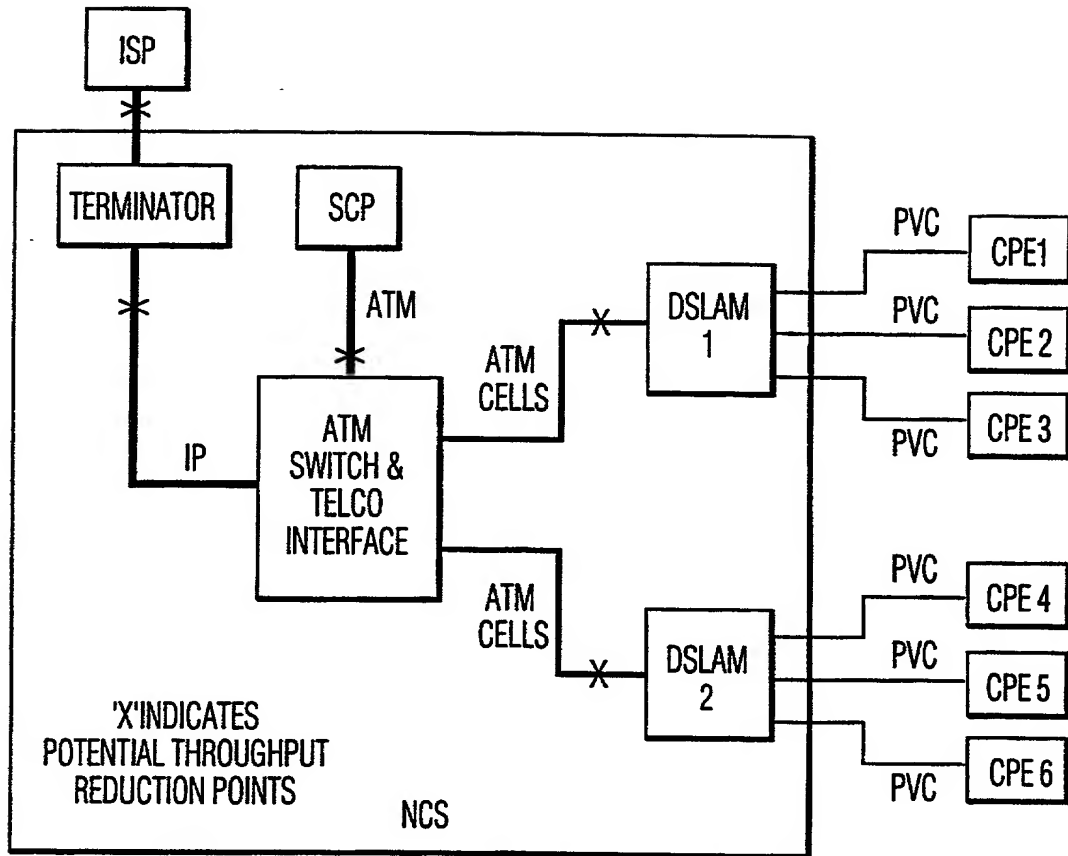 ISP
TERMINATOR
SCP
ATM
IP
ATM
SWITCH &
TELCO
INTERFACE
ATM
CELLS
ATM
CELLS
DSLAM
1
DSLAM
2
PVC
CPE1
PVC
CPE 2
PVC
CPE 3
PVC
CPE 4
PVC
CPE 5
PVC
CPE 6
'X'INDICATES
POTENTIAL THROUGHPUT
REDUCTION POINTS
NCS